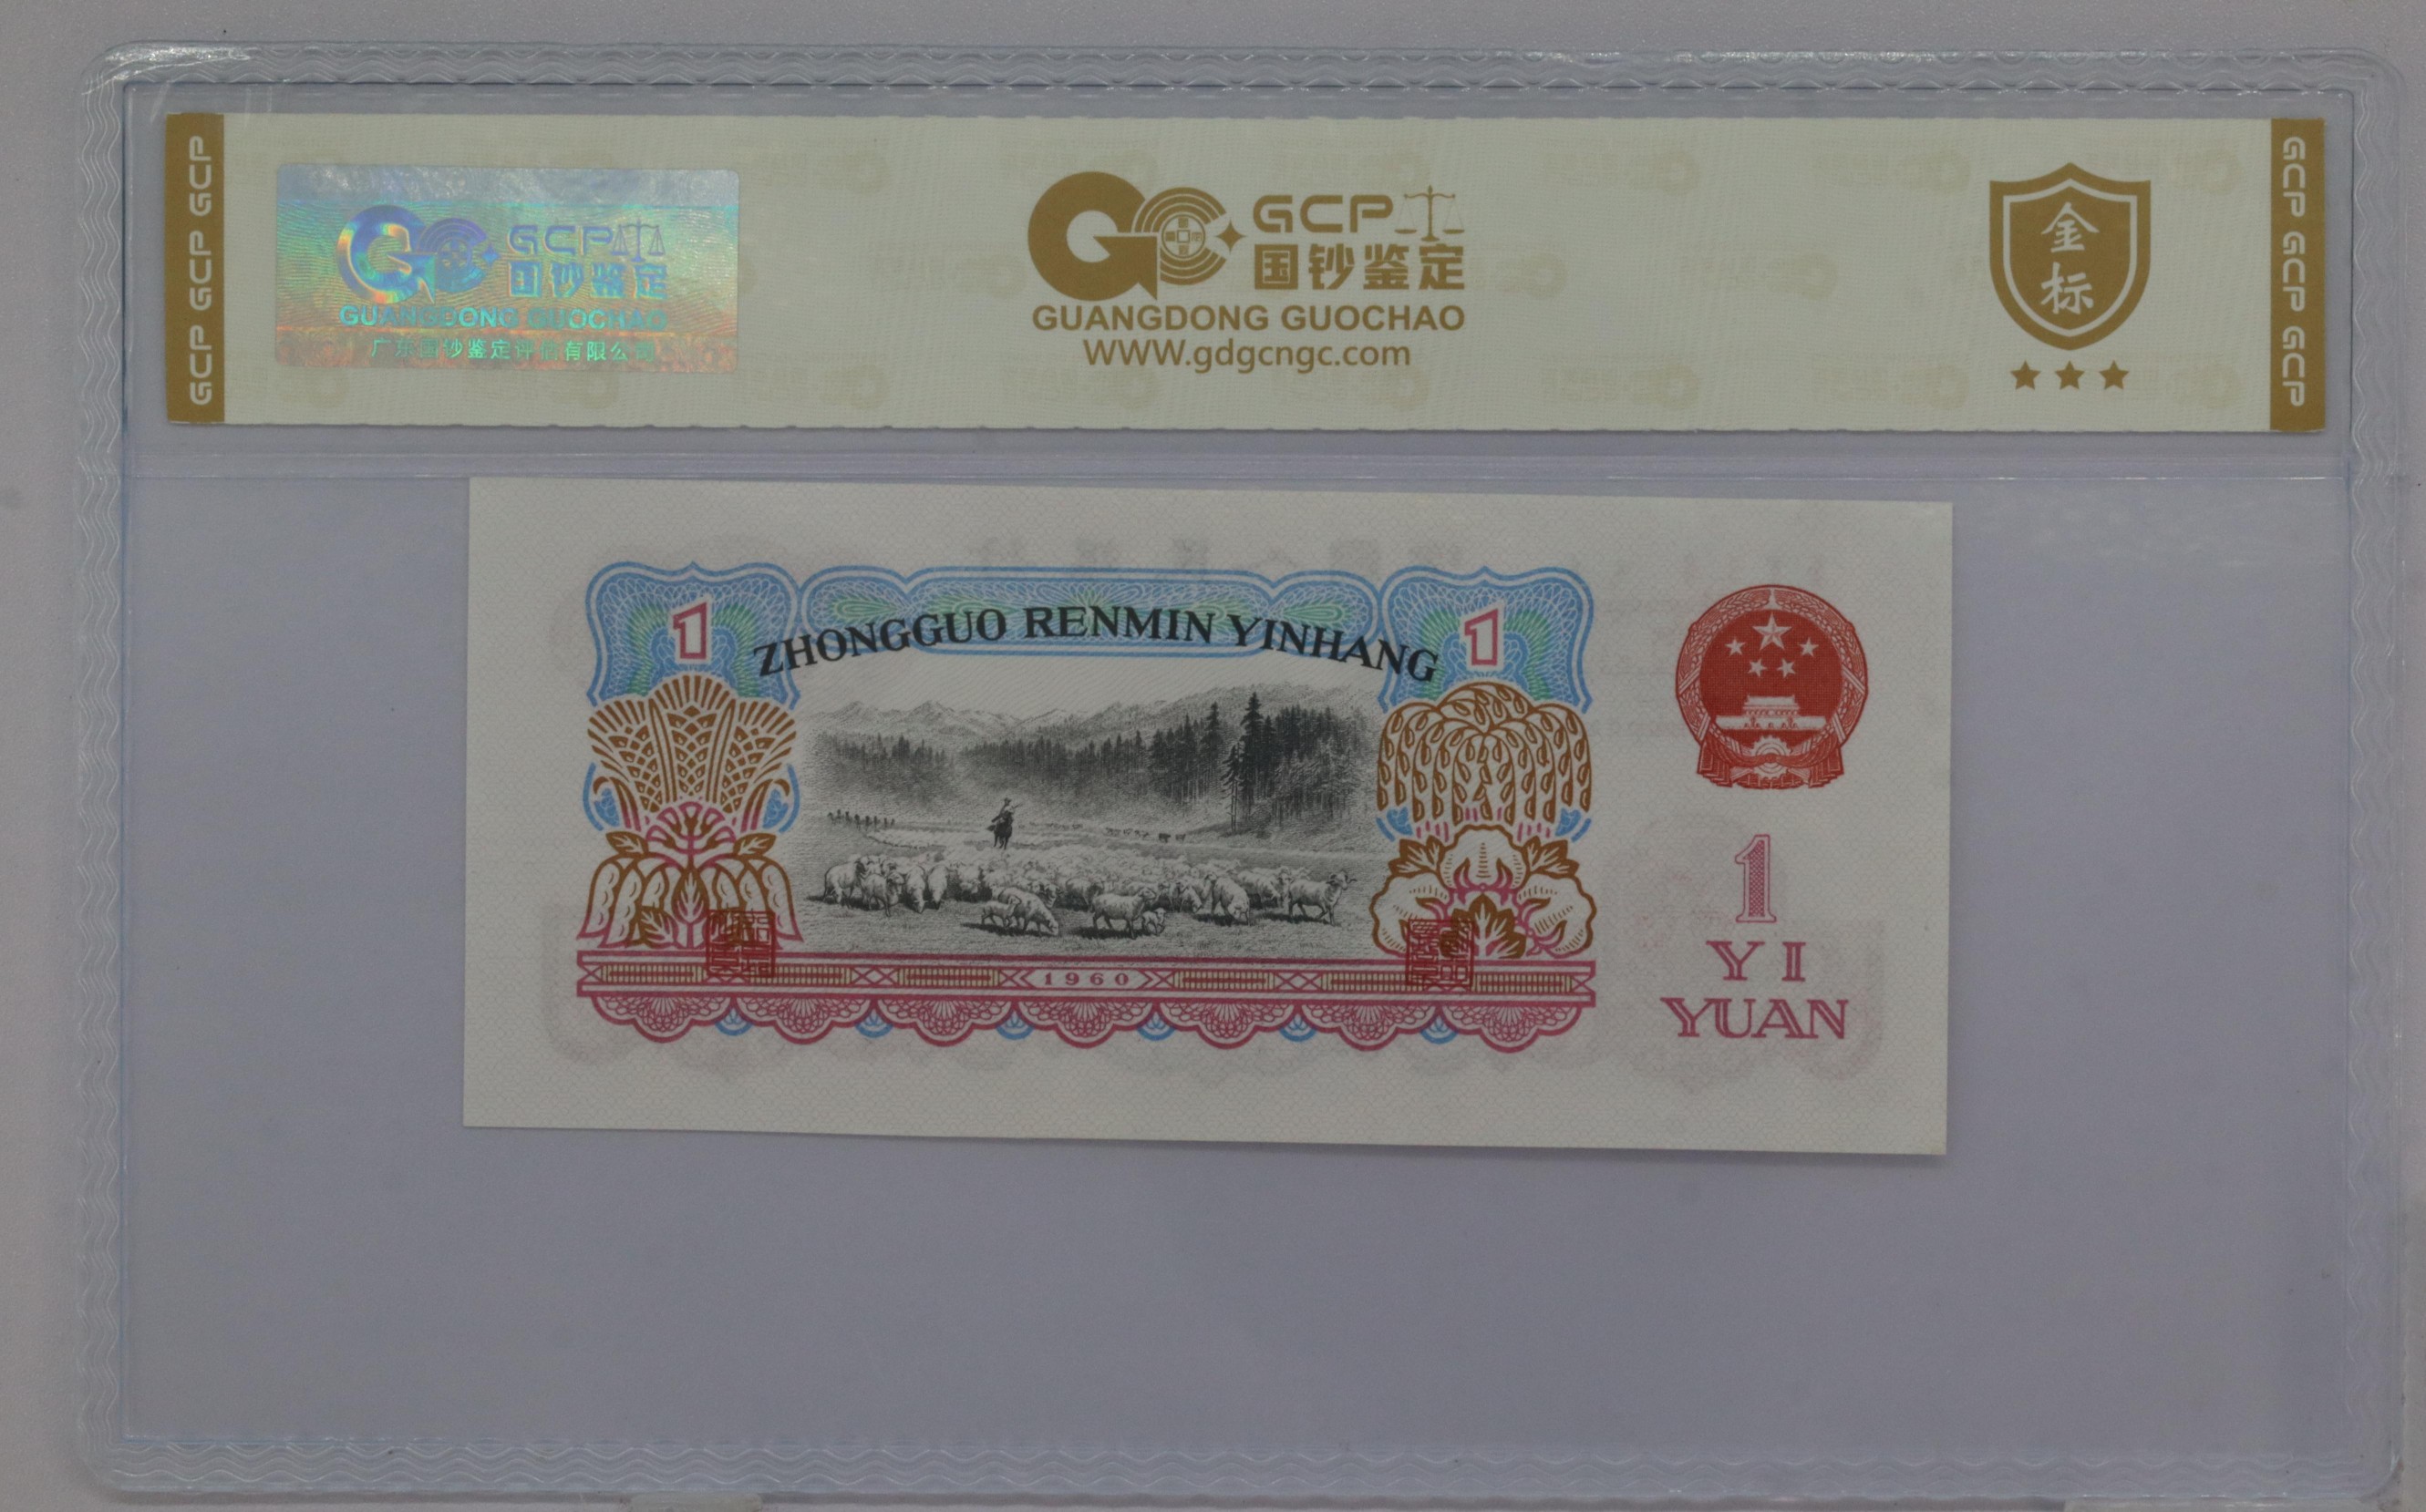 GCP GCP GCP
GCP
国钞鉴定
GUANGDONG GUOCHAO
广东国钞鉴定评估有限公司
GCP
国钞鉴定
GUANGDONG GUOCHAO
WWW.gdgcngc.com
金
标
GCP GCP GCP
1
ZHONGGUO RENMIN YINHANG
1
1960
1
YI
YUAN